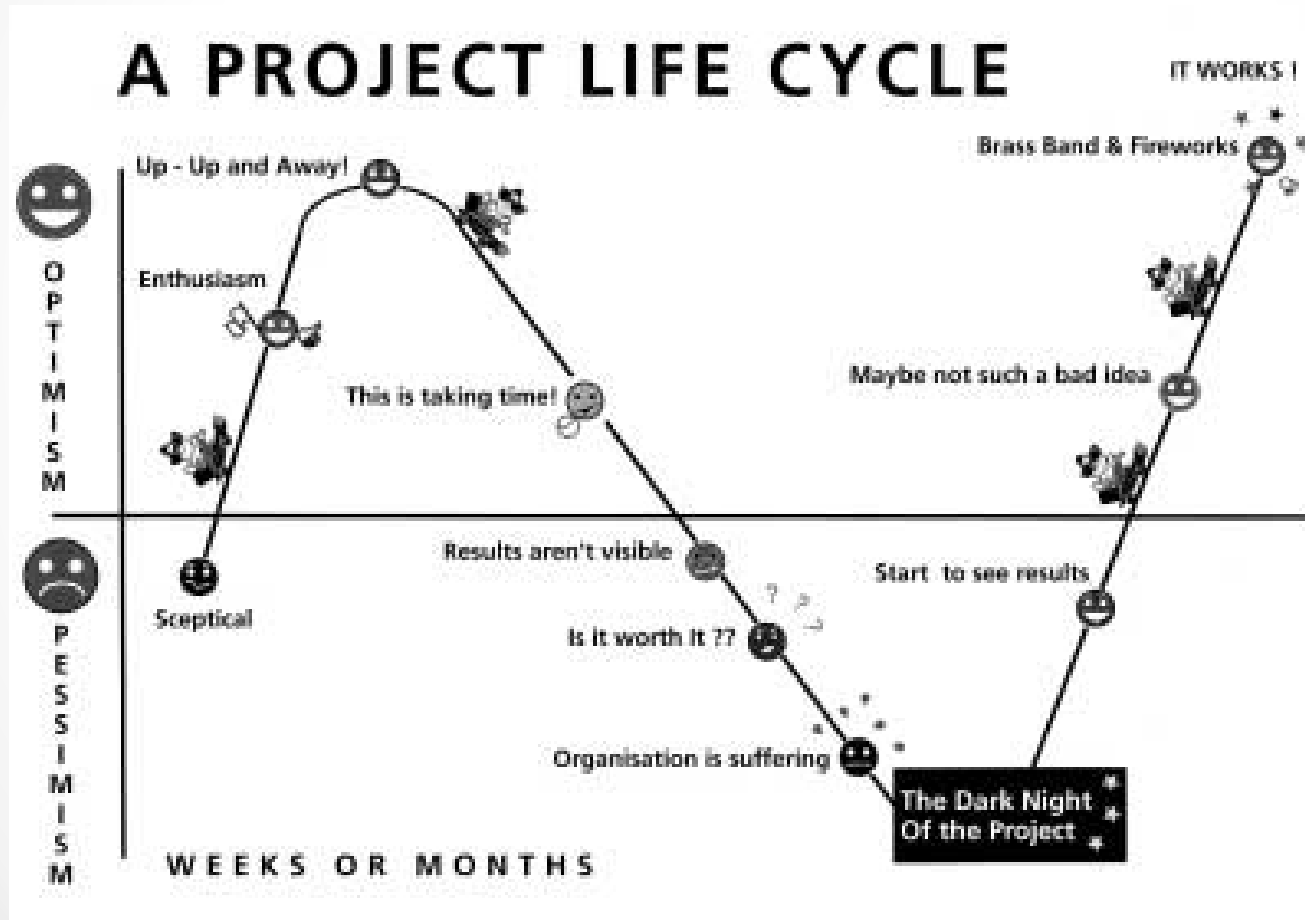 A PROJECT LIFE CYCLE
IT WORKS !
Brass Band & Fireworks
Up - Up and Away!
OPTIMISM
Enthusiasm
This is taking time!
Maybe not such a bad idea
Results aren't visible
Start to see results
Sceptical
? ? ?
Is it worth It ??
PESSIMISM
Organisation is suffering
The Dark Night
Of the Project
WEEKS OR MONTHS